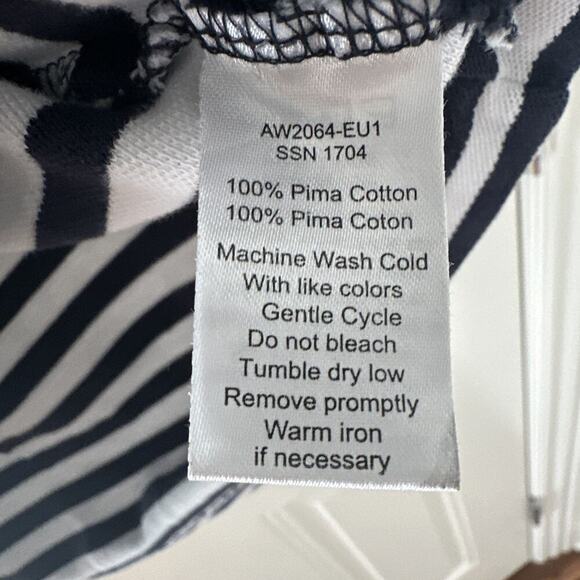 AW2064-EU1
SSN 1704
100% Pima Cotton
100% Pima Coton
Machine Wash Cold
With like colors
Gentle Cycle
Do not bleach
Tumble dry low
Remove promptly
Warm iron
if necessary